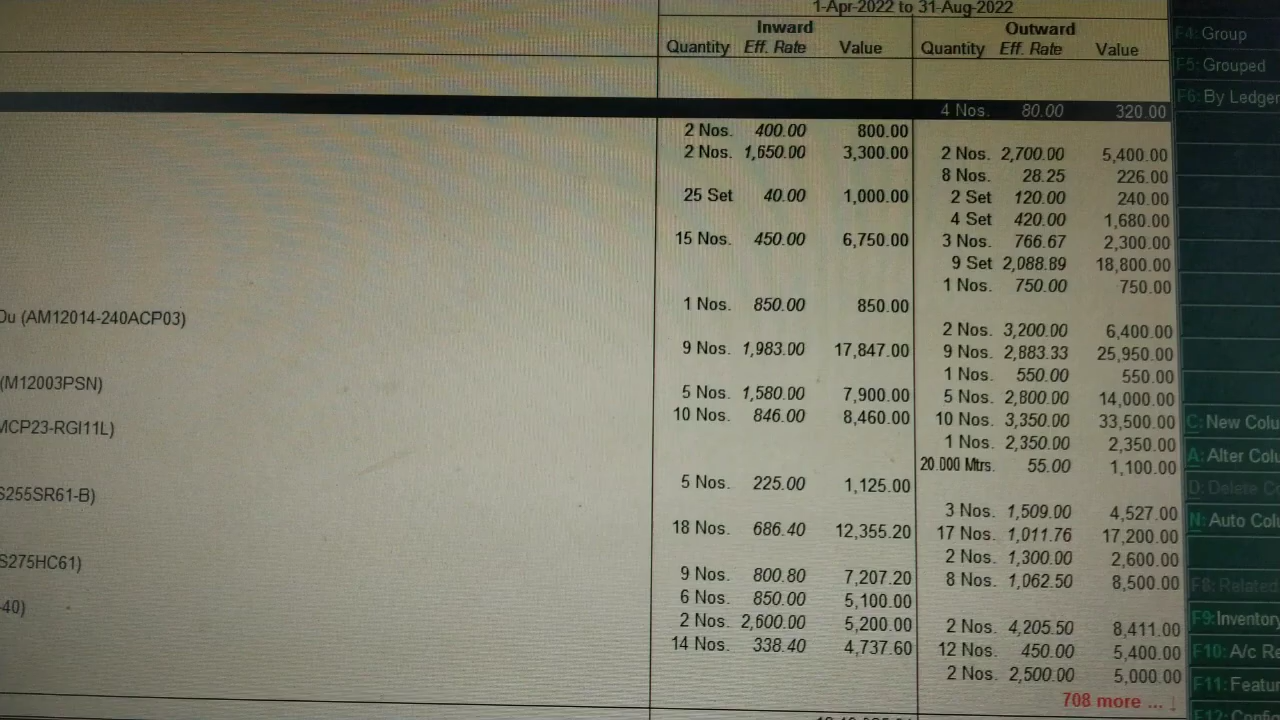 1-Apr-2022 to 31-Aug-2022
Inward Outward
Quantity Eff. Rate Value Quantity Eff. Rate Value
4 Nos. 80.00 320.00
2 Nos. 400.00 800.00
2 Nos. 1,650.00 3,300.00 2 Nos. 2,700.00 5,400.00
8 Nos. 28.25 226.00
25 Set 40.00 1,000.00 2 Set 120.00 240.00
4 Set 420.00 1,680.00
15 Nos. 450.00 6,750.00 3 Nos. 766.67 2,300.00
9 Set 2,088.89 18,800.00
1 Nos. 750.00 750.00
1 Nos. 850.00 850.00
Ou (AM12014-240ACP03) 2 Nos. 3,200.00 6,400.00
9 Nos. 1,983.00 17,847.00 9 Nos. 2,883.33 25,950.00
1 Nos. 550.00 550.00
(M12003PSN) 5 Nos. 1,580.00 7,900.00 5 Nos. 2,800.00 14,000.00
10 Nos. 846.00 8,460.00 10 Nos. 3,350.00 33,500.00
MCP23-RGI11L) 1 Nos. 2,350.00 2,350.00
20.000 Mtrs. 55.00 1,100.00
5 Nos. 225.00 1,125.00
S255SR61-B) 3 Nos. 1,509.00 4,527.00
18 Nos. 686.40 12,355.20 17 Nos. 1,011.76 17,200.00
2 Nos. 1,300.00 2,600.00
S275HC61) 9 Nos. 800.80 7,207.20 8 Nos. 1,062.50 8,500.00
-40) 6 Nos. 850.00 5,100.00
2 Nos. 2,600.00 5,200.00 2 Nos. 4,205.50 8,411.00
14 Nos. 338.40 4,737.60 12 Nos. 450.00 5,400.00
2 Nos. 2,500.00 5,000.00
708 more ... ↓
F4: Group
F5: Grouped
F6: By Ledger
C: New Colu
A: Alter Colu
D: Delete Co
N: Auto Colu
F8: Related
F9: Inventory
F10: A/c Re
F11: Featur
F12: Confi